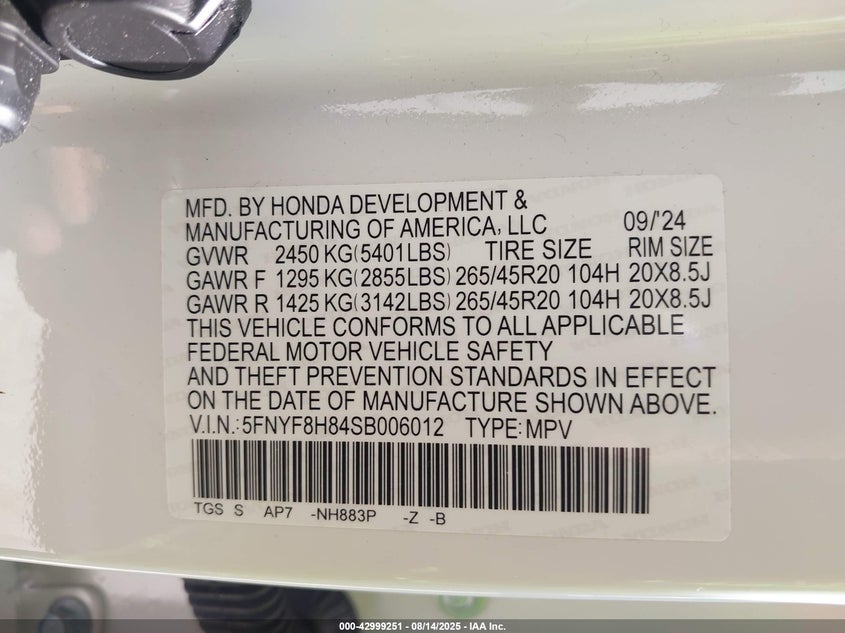 MFD. BY HONDA DEVELOPMENT &
MANUFACTURING OF AMERICA, LLC 09/'24
GVWR 2450 KG(5401LBS) TIRE SIZE RIM SIZE
GAWR F 1295 KG(2855LBS) 265/45R20 104H 20X8.5J
GAWR R 1425 KG(3142LBS) 265/45R20 104H 20X8.5J
THIS VEHICLE CONFORMS TO ALL APPLICABLE
FEDERAL MOTOR VEHICLE SAFETY
AND THEFT PREVENTION STANDARDS IN EFFECT
ON THE DATE OF MANUFACTURE SHOWN ABOVE.
V.I.N.:5FNYF8H84SB006012 TYPE:MPV
TGS S AP7 -NH883P -Z -B
000-42999251 - 08/14/2025 - IAA Inc.